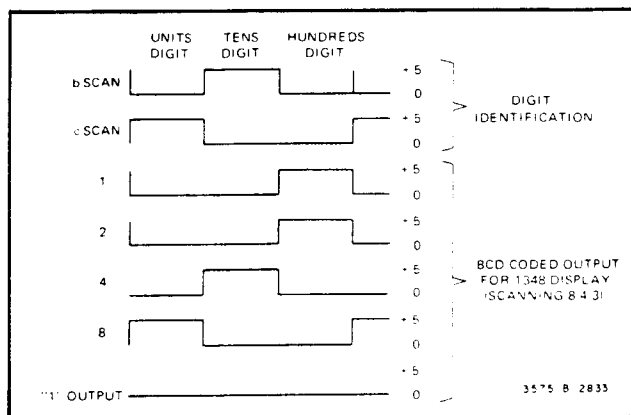 UNITS DIGIT
TENS DIGIT
HUNDREDS DIGIT
b SCAN
+5
0
c SCAN
+5
0
DIGIT
IDENTIFICATION
1
+5
0
2
+5
0
4
+5
0
8
+5
0
BCD CODED OUTPUT
FOR 1348 DISPLAY
(SCANNING 8 4 3)
+5
"1" OUTPUT
0
3575 B 2833